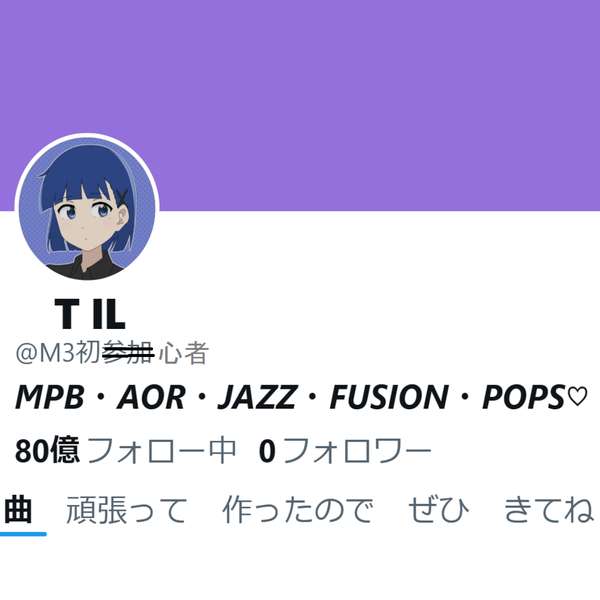 T IL
@M3初参加心者
MPB・AOR・JAZZ・FUSION・POPS♡
80億 フォロー中 0 フォロワー
曲 頑張って 作ったので ぜひ きてね